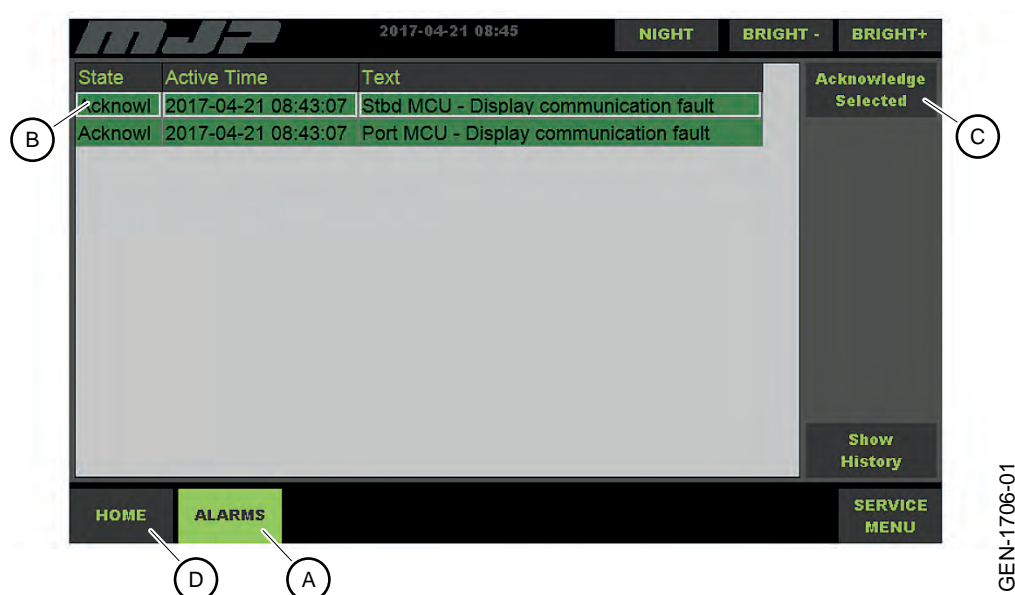 MJP 2017-04-21 08:45 NIGHT BRIGHT - BRIGHT+
State Active Time Text
Acknowledge
Selected
Acknowl 2017-04-21 08:43:07 Stbd MCU - Display communication fault
Acknowl 2017-04-21 08:43:07 Port MCU - Display communication fault
B
C
Show
History
HOME ALARMS
SERVICE
MENU
D
A
GEN-1706-01